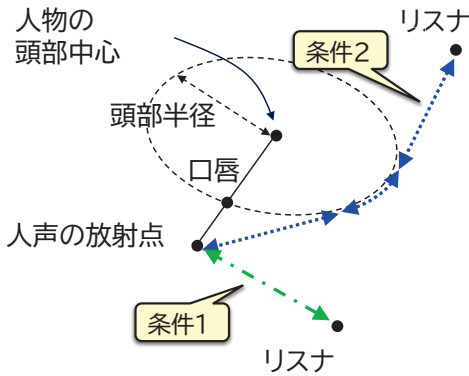 人物の
頭部中心
リスナ
条件2
頭部半径
口唇
人声の放射点
条件1
リスナ